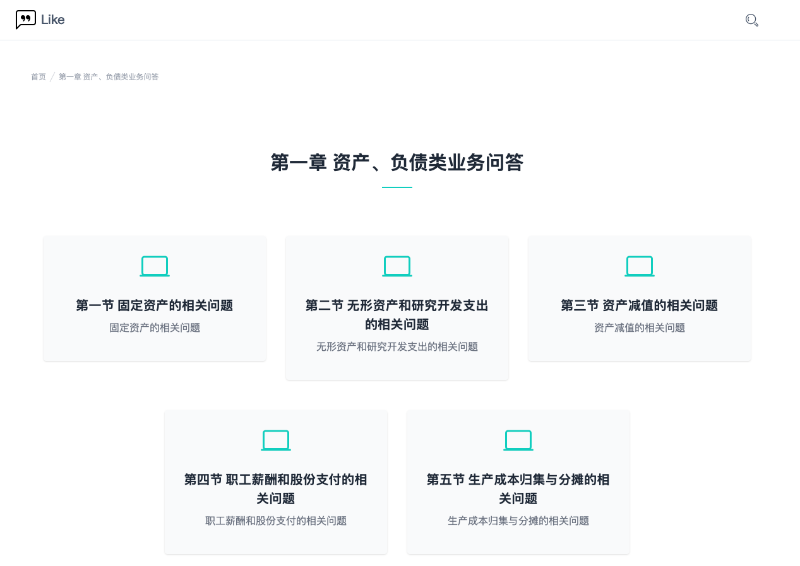 Like
首页 / 第一章 资产、负债类业务问答
第一章 资产、负债类业务问答
第一节 固定资产的相关问题
固定资产的相关问题
第二节 无形资产和研究开发支出
的相关问题
无形资产和研究开发支出的相关问题
第三节 资产减值的相关问题
资产减值的相关问题
第四节 职工薪酬和股份支付的相
关问题
职工薪酬和股份支付的相关问题
第五节 生产成本归集与分摊的相
关问题
生产成本归集与分摊的相关问题